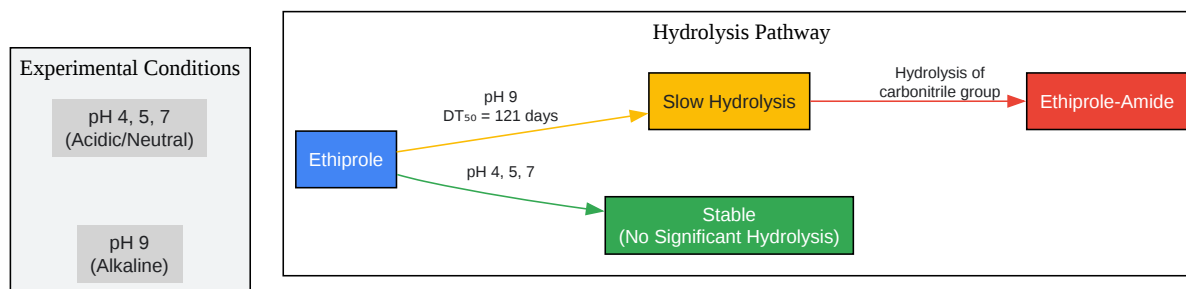 Experimental Conditions
pH 4, 5, 7
(Acidic/Neutral)
pH 9
(Alkaline)
Hydrolysis Pathway
Ethiprole
pH 9
DT₅₀ = 121 days
pH 4, 5, 7
Slow Hydrolysis
Stable
(No Significant Hydrolysis)
Hydrolysis of
carbonitrile group
Ethiprole-Amide